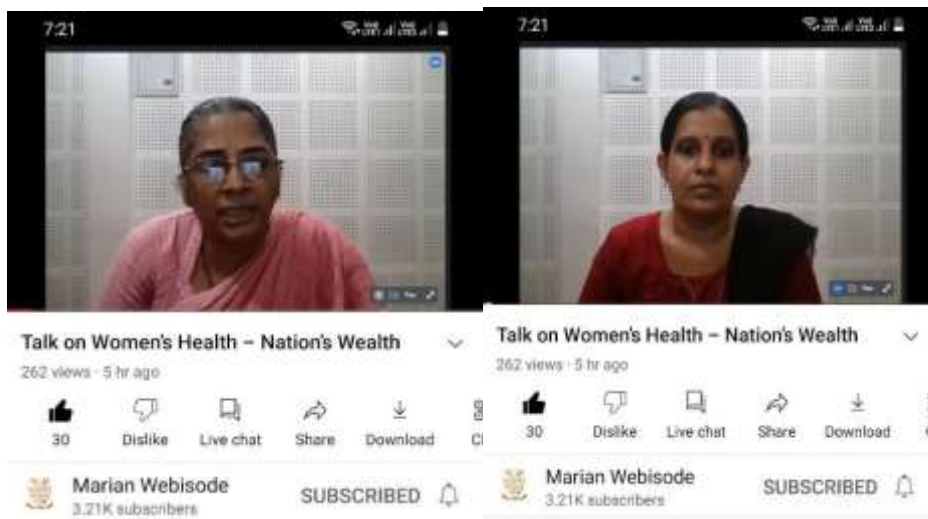 7:21
Talk on Women's Health – Nation's Wealth
262 views · 5 hr ago
30 Dislike Live chat Share Download
Marian Webisode
3.21K subscribers
SUBSCRIBED
7:21
Talk on Women's Health – Nation's Wealth
262 views · 5 hr ago
30 Dislike Live chat Share Download
Marian Webisode
3.21K subscribers
SUBSCRIBED